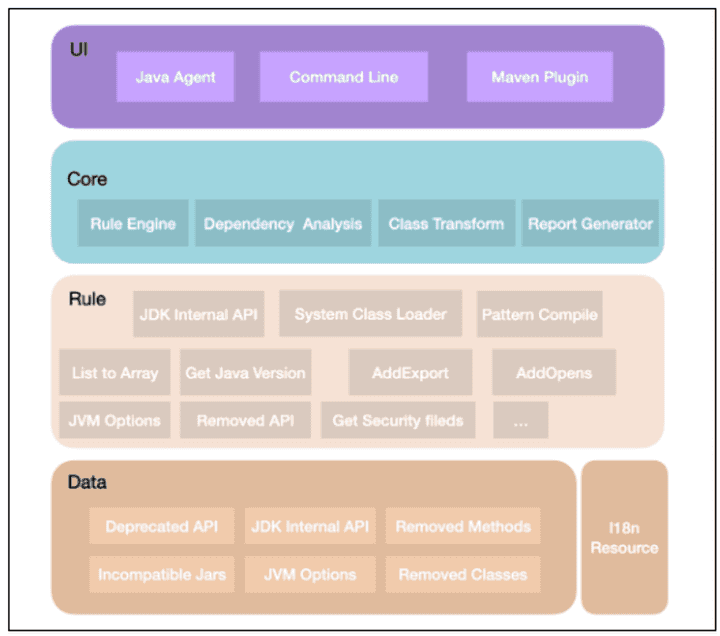 UI
Java Agent
Command Line
Maven Plugin
Core
Rule Engine
Dependency Analysis
Class Transform
Report Generator
Rule
JDK Internal API
System Class Loader
Pattern Compile
List to Array
Get Java Version
AddExport
AddOpens
JVM Options
Removed API
Get Security fileds
...
Data
Deprecated API
JDK Internal API
Removed Methods
Incompatible Jars
JVM Options
Removed Classes
I18n
Resource